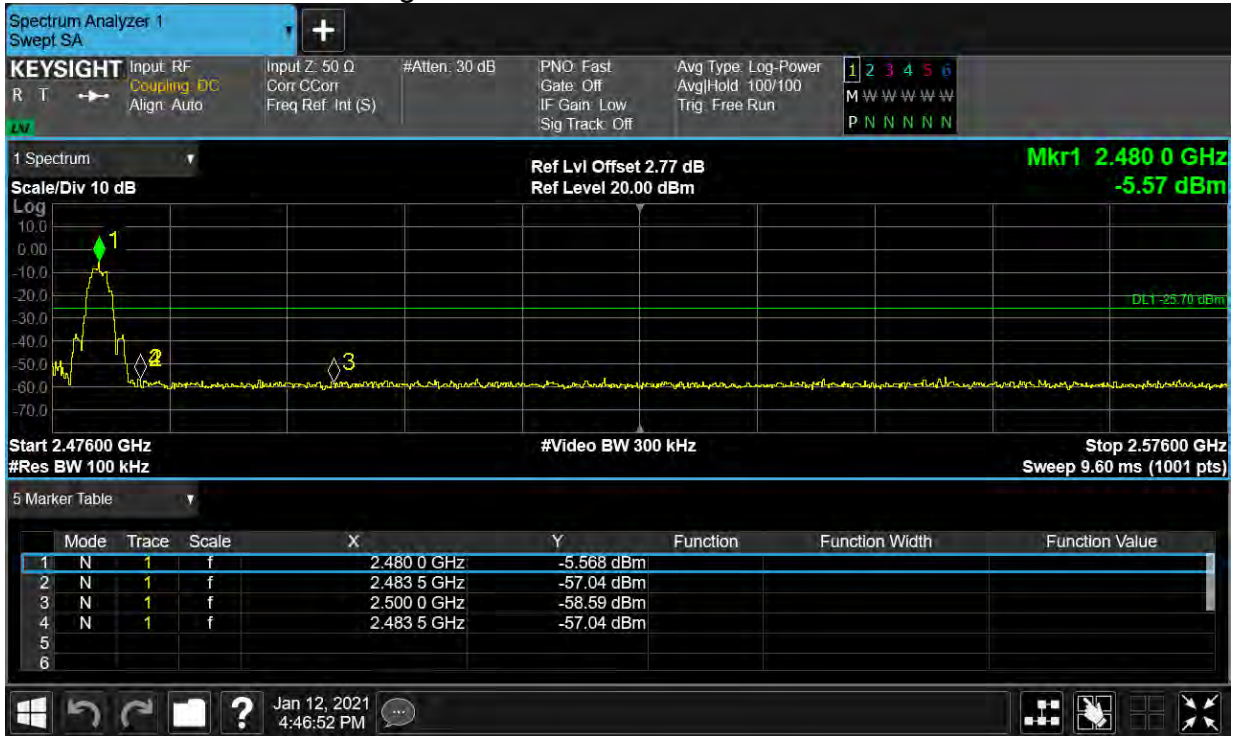 Spectrum Analyzer 1
Swept SA
+
KEYSIGHT Input: RF Input Z: 50 Ω #Atten: 30 dB PNO: Fast Avg Type: Log-Power 1 2 3 4 5 6
R T Coupling: DC Corr CCorr Gate: Off Avg|Hold: 100/100 M W W W W W W
Align: Auto Freq Ref: Int (S) IF Gain: Low Trig: Free Run
Sig Track: Off P N N N N N N
LXI
1 Spectrum Ref Lvl Offset 2.77 dB Mkr1 2.480 0 GHz
Scale/Div 10 dB Ref Level 20.00 dBm -5.57 dBm
Log
10.0
1
0.00
-10.0
-20.0
DL1 -25.70 dBm
-30.0
-40.0
2 3
-50.0
-60.0
-70.0
Start 2.47600 GHz #Video BW 300 kHz Stop 2.57600 GHz
#Res BW 100 kHz Sweep 9.60 ms (1001 pts)
5 Marker Table
Mode Trace Scale X Y Function Function Width Function Value
1 N 1 f 2.480 0 GHz -5.568 dBm
2 N 1 f 2.483 5 GHz -57.04 dBm
3 N 1 f 2.500 0 GHz -58.59 dBm
4 N 1 f 2.483 5 GHz -57.04 dBm
5
6
? Jan 12, 2021
4:46:52 PM